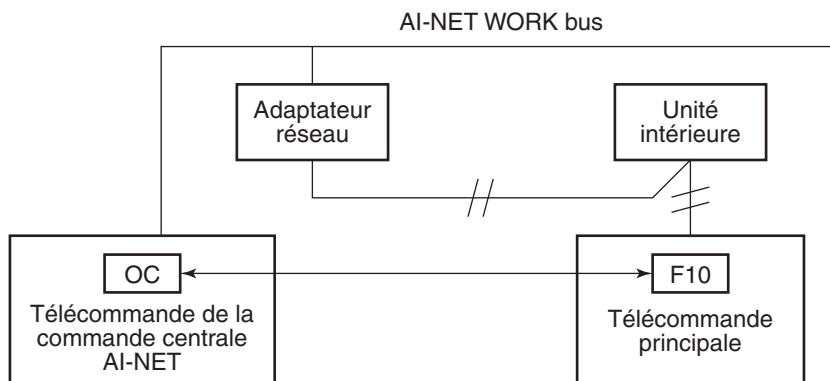 AI-NET WORK bus
Adaptateur
réseau
Unité
intérieure
OC
Télécommande de la
commande centrale
AI-NET
F10
Télécommande
principale